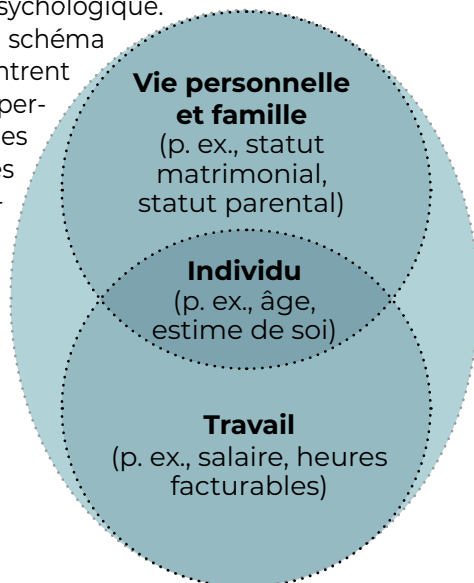 sychologique.
schéma
ntrent
per-
es
es
-
Vie personnelle
et famille
(p. ex., statut
matrimonial,
statut parental)
Individu
(p. ex., âge,
estime de soi)
Travail
(p. ex., salaire, heures
facturables)